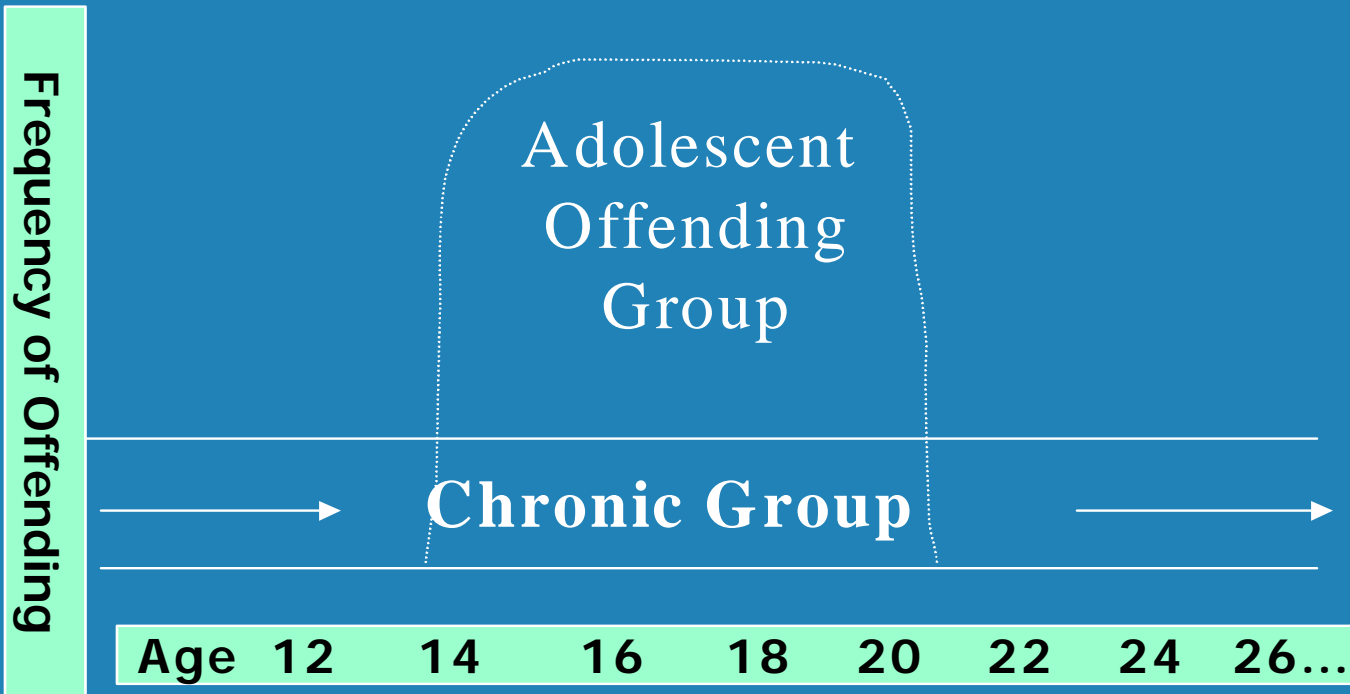 Frequency of Offending
Adolescent
Offending
Group
Chronic Group
Age 12 14 16 18 20 22 24 26...